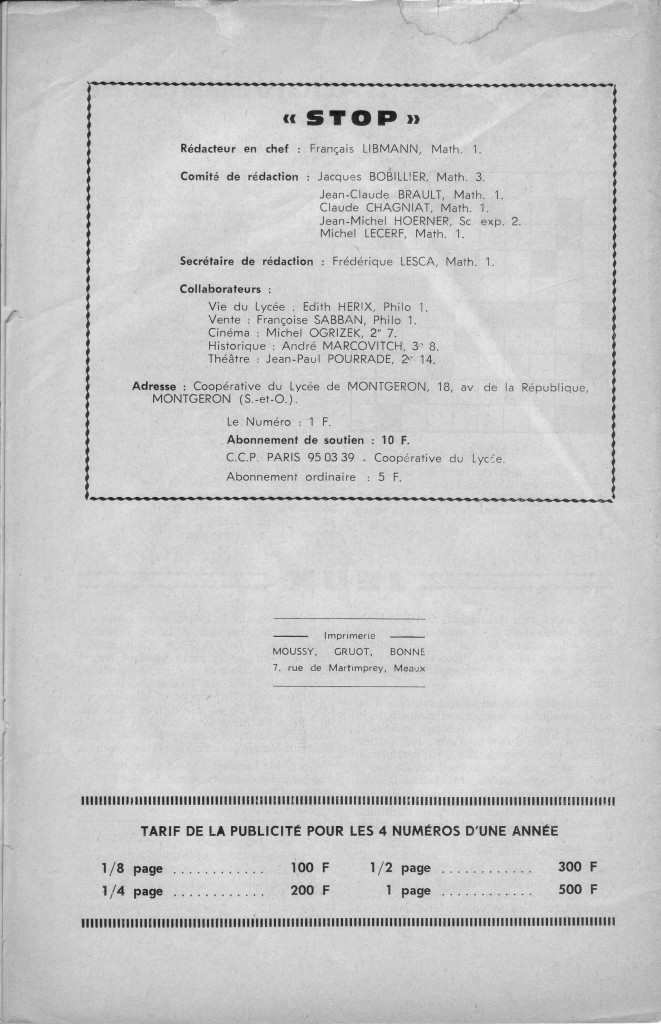 « STOP »
Rédacteur en chef : Français LIBMANN, Math. 1.
Comité de rédaction : Jacques BOBILLIER, Math. 3.
Jean-Claude BRAULT, Math. 1.
Claude CHAGNIAT, Math. 1.
Jean-Michel HOERNER, Sc exp. 2.
Michel LECERF, Math. 1.
Secrétaire de rédaction : Frédérique LESCA, Math. 1.
Collaborateurs :
Vie du Lycée : Edith HERIX, Philo 1.
Vente : Françoise SABBAN, Philo 1.
Cinéma : Michel OGRIZEK, 2e 7.
Historique : André MARCOVITCH, 3e 8.
Théâtre : Jean-Paul POURRADE, 2e 14.
Adresse : Coopérative du Lycée de MONTGERON, 18, av de la République,
MONTGERON (S.-et-O.).
Le Numéro : 1 F.
Abonnement de soutien : 10 F.
C.C.P. PARIS 95 03 39 - Coopérative du Lycée.
Abonnement ordinaire : 5 F.
Imprimerie
MOUSSY, GRUOT, BONNE
7, rue de Martimprey, Meaux
TARIF DE LA PUBLICITÉ POUR LES 4 NUMÉROS D'UNE ANNÉE
1/8 page ............ 100 F 1/2 page ............ 300 F
1/4 page ............ 200 F 1 page ............ 500 F